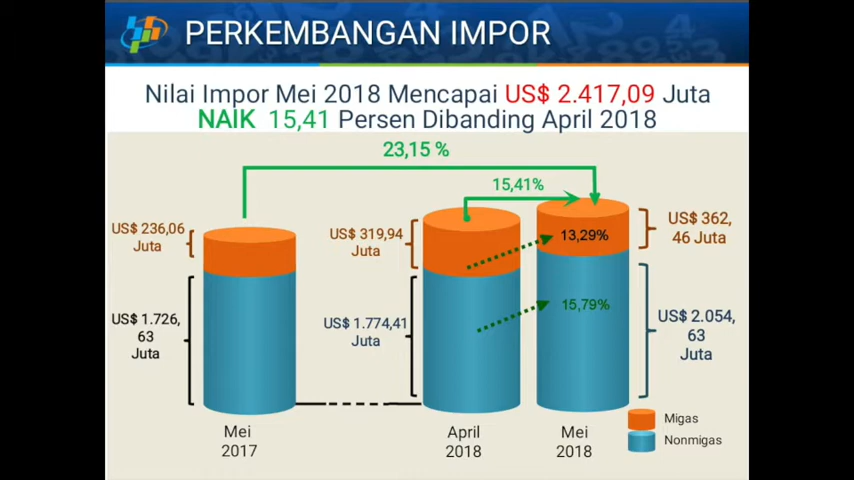 PERKEMBANGAN IMPOR
Nilai Impor Mei 2018 Mencapai US$ 2.417,09 Juta
NAIK 15,41 Persen Dibanding April 2018
23,15 %
15,41%
US$ 236,06
Juta
US$ 319,94
Juta
13,29%
US$ 362,
46 Juta
US$ 1.726,
63
Juta
US$ 1.774,41
Juta
15,79%
US$ 2.054,
63
Juta
Mei
2017
April
2018
Mei
2018
Migas
Nonmigas